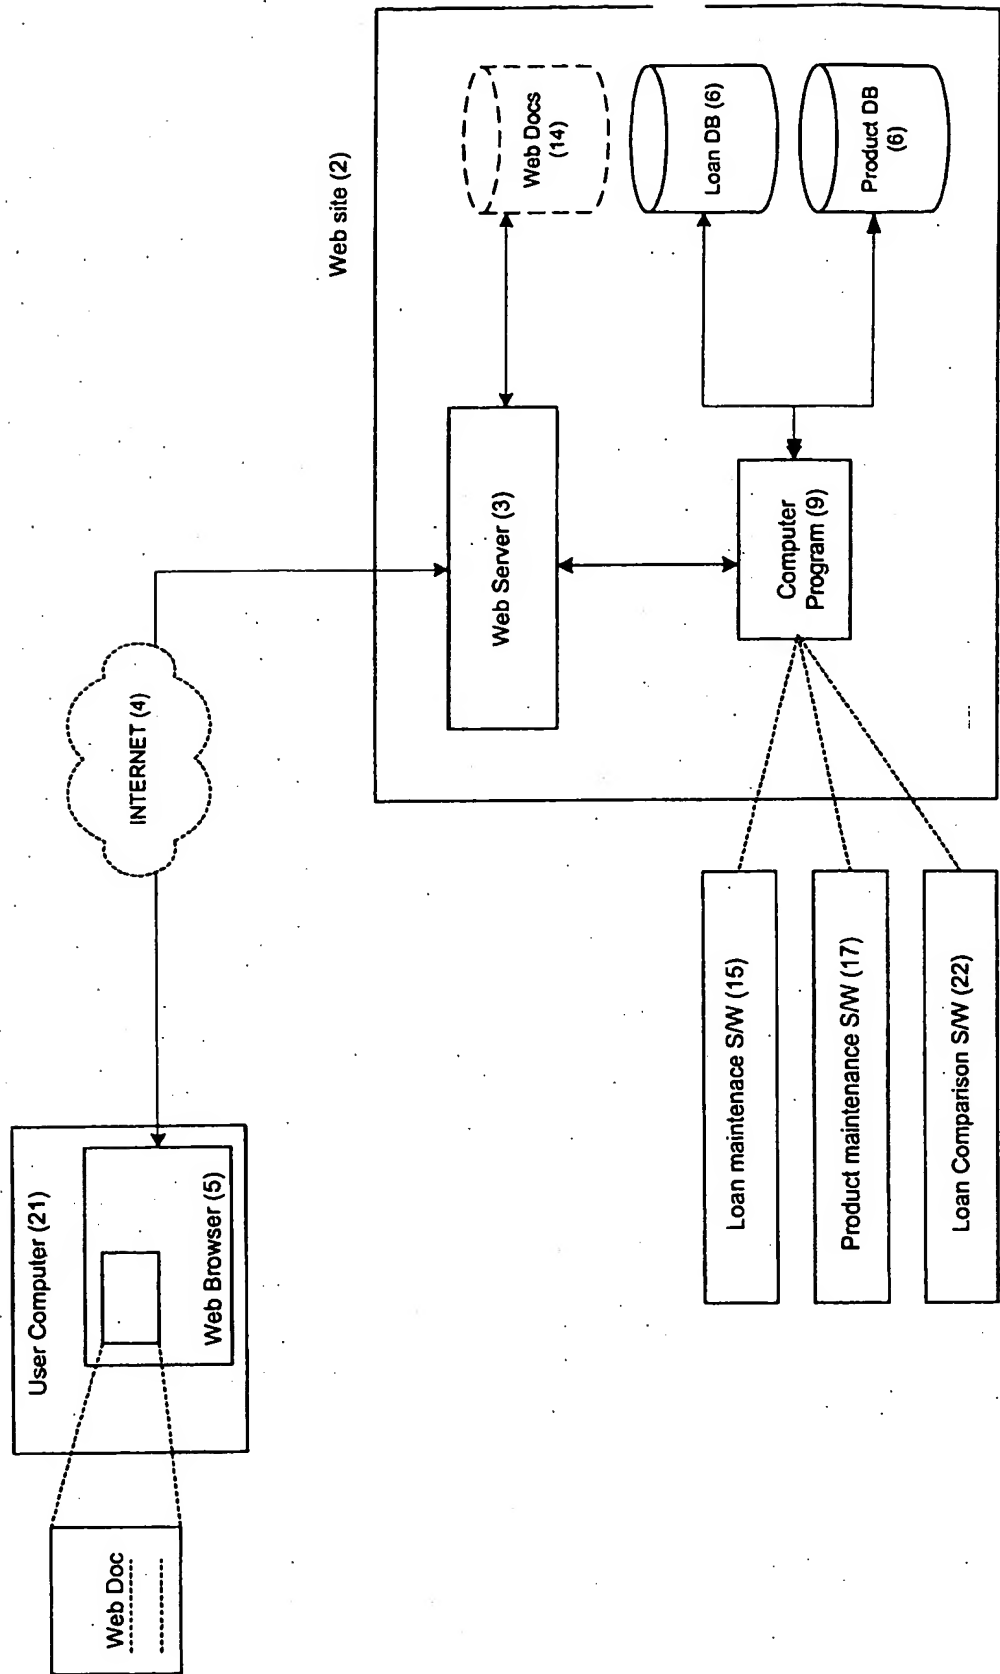 Web Doc
User Computer (21)
Web Browser (5)
INTERNET (4)
Web site (2)
Web Server (3)
Web Docs
(14)
Loan DB (6)
Product DB
(6)
Computer
Program (9)
Loan maintenace S/W (15)
Product maintenance S/W (17)
Loan Comparison S/W (22)